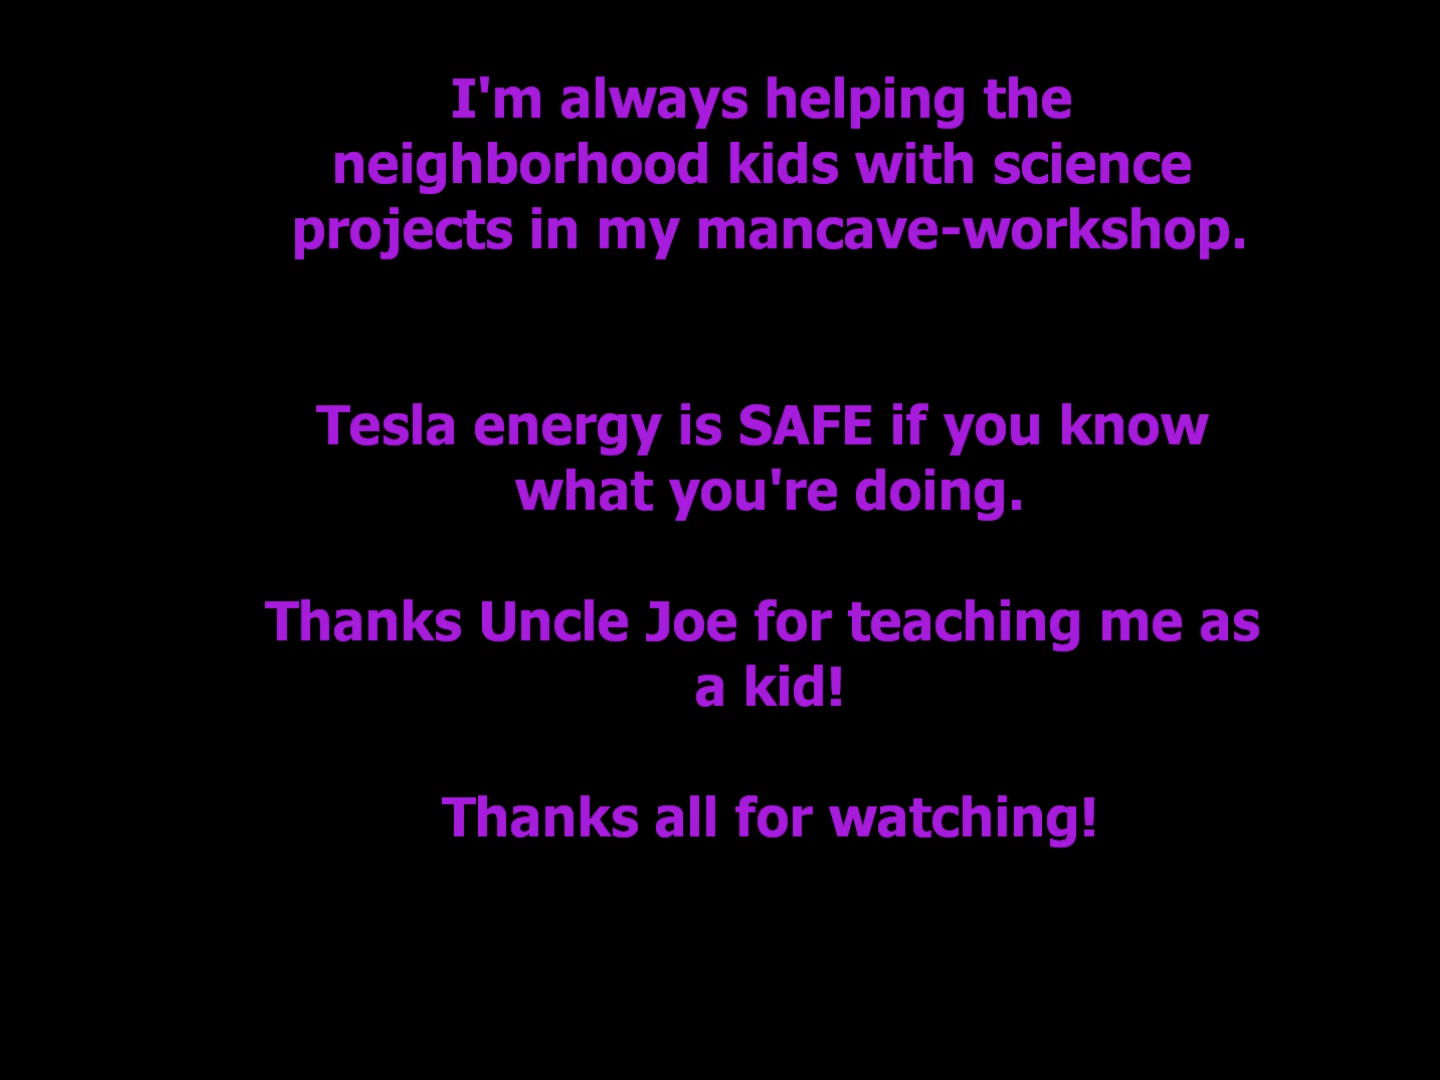 I'm always helping the
neighborhood kids with science
projects in my mancave-workshop.
Tesla energy is SAFE if you know
what you're doing.
Thanks Uncle Joe for teaching me as
a kid!
Thanks all for watching!